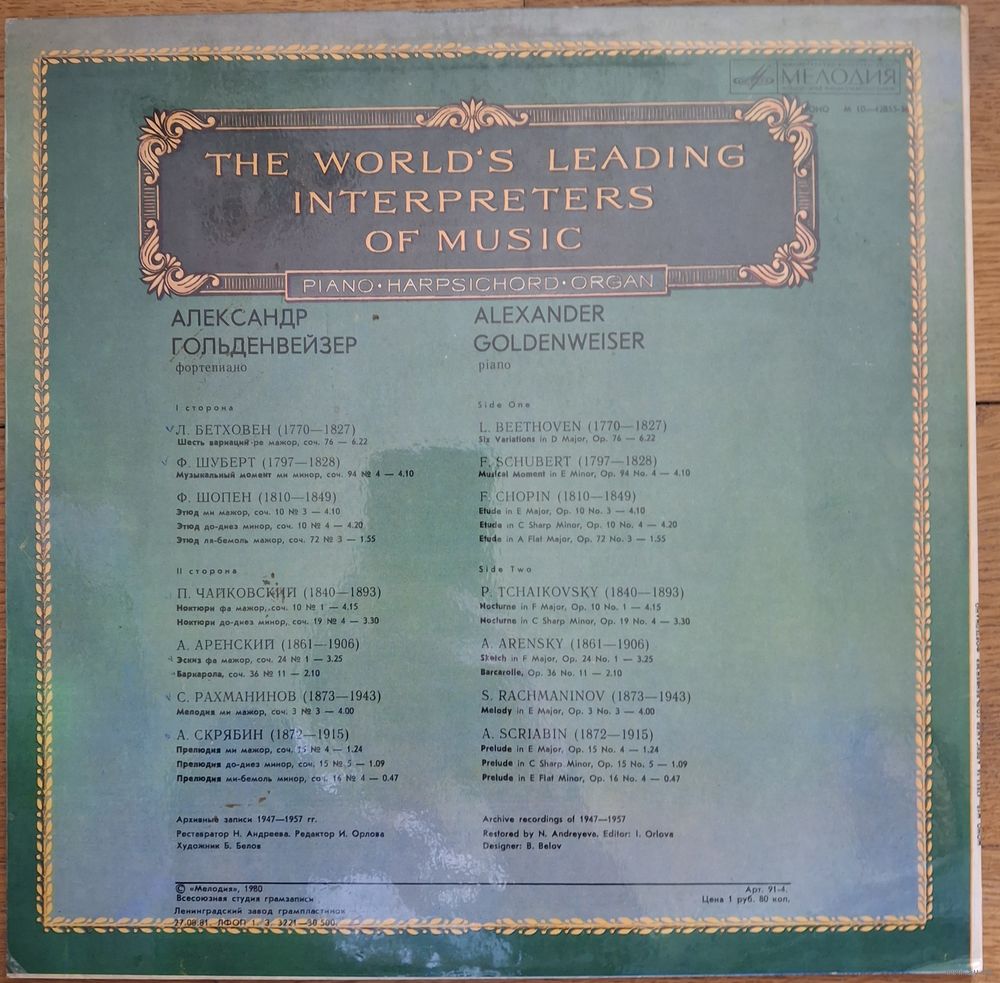 МЕЛОДИЯ
THE WORLD'S LEADING
INTERPRETERS
OF MUSIC
PIANO·HARPSICHORD·ORGAN
АЛЕКСАНДР
ГОЛЬДЕНВЕЙЗЕР
фортепиано
I сторона
Л. БЕТХОВЕН (1770—1827)
Шесть вариаций ре мажор, соч. 76 — 6.22
Ф. ШУБЕРТ (1797—1828)
Музыкальный момент ми минор, соч. 94 № 4 — 4.10
Ф. ШОПЕН (1810—1849)
Этюд ми мажор, соч. 10 № 3 — 4.10
Этюд до-диез минор, соч. 10 № 4 — 4.20
Этюд ля-бемоль мажор, соч. 72 № 3 — 1.55
II сторона
П. ЧАЙКОВСКИЙ (1840—1893)
Ноктюрн фа мажор, соч. 10 № 1 — 4.15
Ноктюрн до-диез минор, соч. 19 № 4 — 3.30
А. АРЕНСКИЙ (1861—1906)
Эскиз фа мажор, соч. 24 № 1 — 3.25
Баркарола, соч. 36 № 11 — 2.10
С. РАХМАНИНОВ (1873—1943)
Мелодия ми мажор, соч. 3 № 3 — 4.00
А. СКРЯБИН (1872—1915)
Прелюдия ми мажор, соч. 15 № 4 — 1.24
Прелюдия до-диез минор, соч. 15 № 5 — 1.09
Прелюдия ми-бемоль минор, соч. 16 № 4 — 0.47
Архивные записи 1947—1957 гг.
Реставратор Н. Андреева. Редактор И. Орлова
Художник Б. Белов
ALEXANDER
GOLDENWEISER
piano
Side One
L. BEETHOVEN (1770—1827)
Six Variations in D Major, Op. 76 — 6.22
F. SCHUBERT (1797—1828)
Musical Moment in E Minor, Op. 94 No. 4 — 4.10
F. CHOPIN (1810—1849)
Etude in E Major, Op. 10 No. 3 — 4.10
Etude in C Sharp Minor, Op. 10 No. 4 — 4.20
Etude in A Flat Major, Op. 72 No. 3 — 1.55
Side Two
P. TCHAIKOVSKY (1840—1893)
Nocturne in F Major, Op. 10 No. 1 — 4.15
Nocturne in C Sharp Minor, Op. 19 No. 4 — 3.30
A. ARENSKY (1861—1906)
Sketch in F Major, Op. 24 No. 1 — 3.25
Barcarolle, Op. 36 No. 11 — 2.10
S. RACHMANINOV (1873—1943)
Melody in E Major, Op. 3 No. 3 — 4.00
A. SCRIABIN (1872—1915)
Prelude in E Major, Op. 15 No. 4 — 1.24
Prelude in C Sharp Minor, Op. 15 No. 5 — 1.09
Prelude in E Flat Minor, Op. 16 No. 4 — 0.47
Archive recordings of 1947—1957
Restored by N. Andreyeva. Editor: I. Orlova
Designer: B. Belov
© «Мелодия», 1980
Всесоюзная студия грамзаписи
Ленинградский завод грампластинок
27.08.81. ЛФОП 1. З. 3221—30 500.
Арт. 91-4.
Цена 1 руб. 80 коп.